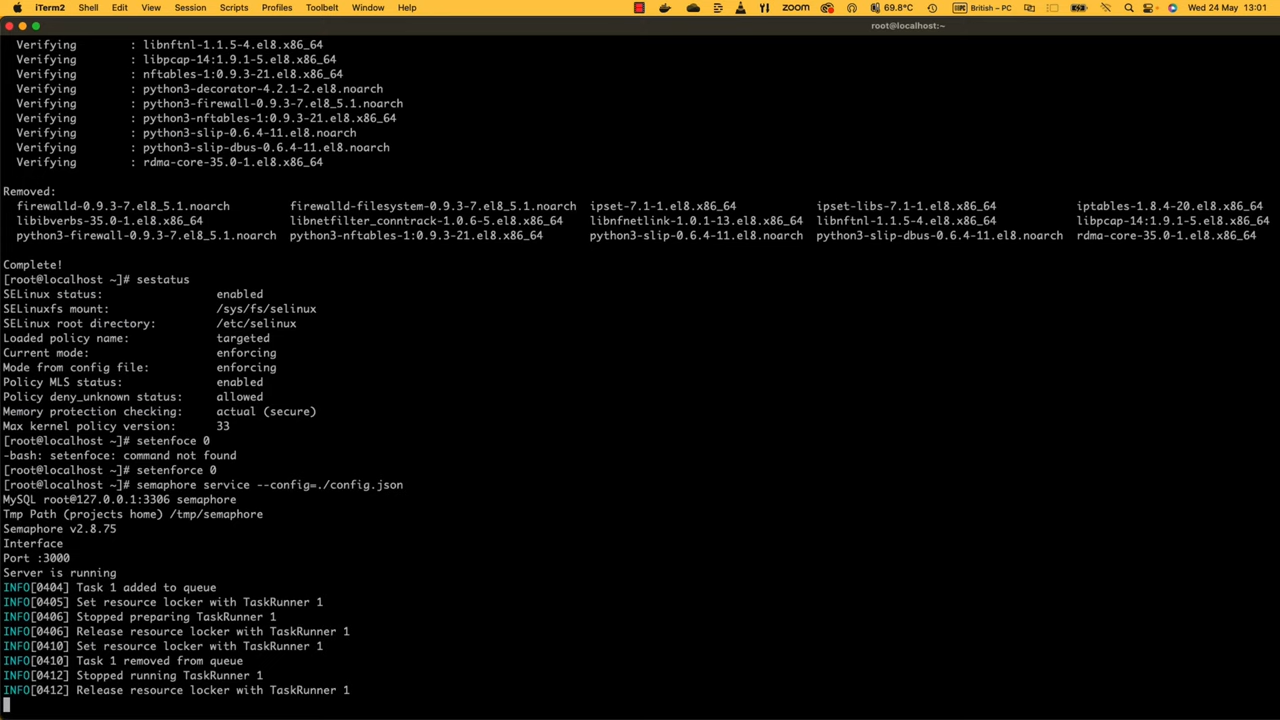 iTerm2 Shell Edit View Session Scripts Profiles Toolbelt Window Help zoom 69.8°C British – PC Wed 24 May 13:01
root@localhost:~
Verifying : libnftnl-1.1.5-4.el8.x86_64
Verifying : libpcap-14:1.9.1-5.el8.x86_64
Verifying : nftables-1:0.9.3-21.el8.x86_64
Verifying : python3-decorator-4.2.1-2.el8.noarch
Verifying : python3-firewall-0.9.3-7.el8_5.1.noarch
Verifying : python3-nftables-1:0.9.3-21.el8.x86_64
Verifying : python3-slip-0.6.4-11.el8.noarch
Verifying : python3-slip-dbus-0.6.4-11.el8.noarch
Verifying : rdma-core-35.0-1.el8.x86_64
Removed:
firewalld-0.9.3-7.el8_5.1.noarch firewalld-filesystem-0.9.3-7.el8_5.1.noarch ipset-7.1-1.el8.x86_64 ipset-libs-7.1-1.el8.x86_64 iptables-1.8.4-20.el8.x86_64
libibverbs-35.0-1.el8.x86_64 libnetfilter_conntrack-1.0.6-5.el8.x86_64 libnfnetlink-1.0.1-13.el8.x86_64 libnftnl-1.1.5-4.el8.x86_64 libpcap-14:1.9.1-5.el8.x86_64
python3-firewall-0.9.3-7.el8_5.1.noarch python3-nftables-1:0.9.3-21.el8.x86_64 python3-slip-0.6.4-11.el8.noarch python3-slip-dbus-0.6.4-11.el8.noarch rdma-core-35.0-1.el8.x86_64
Complete!
[root@localhost ~]# sestatus
SELinux status: enabled
SELinuxfs mount: /sys/fs/selinux
SELinux root directory: /etc/selinux
Loaded policy name: targeted
Current mode: enforcing
Mode from config file: enforcing
Policy MLS status: enabled
Policy deny_unknown status: allowed
Memory protection checking: actual (secure)
Max kernel policy version: 33
[root@localhost ~]# setenfoce 0
-bash: setenfoce: command not found
[root@localhost ~]# setenforce 0
[root@localhost ~]# semaphore service --config=./config.json
MySQL root@127.0.0.1:3306 semaphore
Tmp Path (projects home) /tmp/semaphore
Semaphore v2.8.75
Interface
Port :3000
Server is running
INFO[0404] Task 1 added to queue
INFO[0405] Set resource locker with TaskRunner 1
INFO[0406] Stopped preparing TaskRunner 1
INFO[0406] Release resource locker with TaskRunner 1
INFO[0410] Set resource locker with TaskRunner 1
INFO[0410] Task 1 removed from queue
INFO[0412] Stopped running TaskRunner 1
INFO[0412] Release resource locker with TaskRunner 1